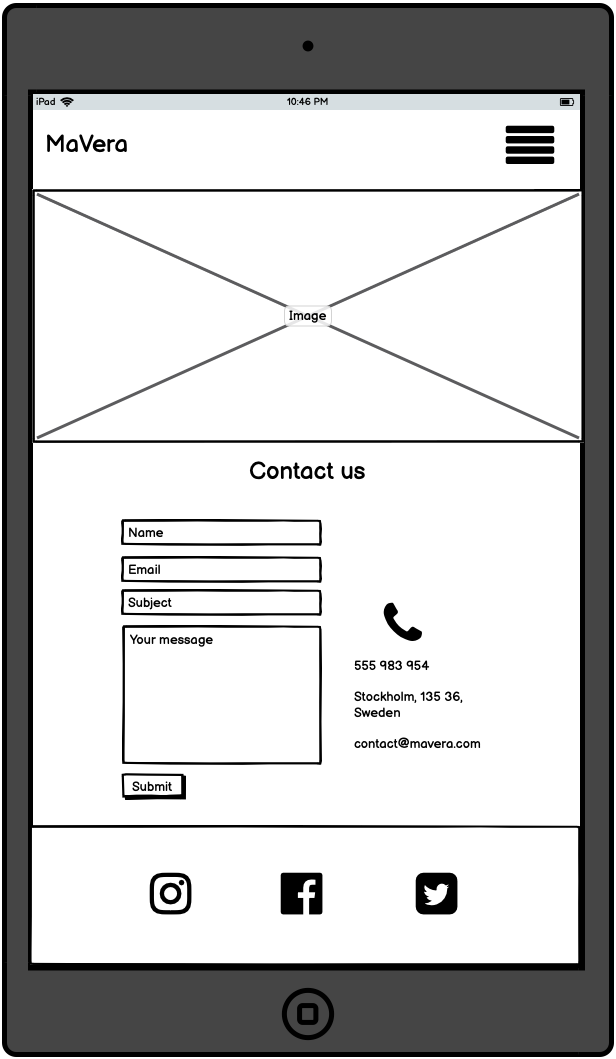 iPad 10:46 PM
MaVera
Image
Contact us
Name
Email
Subject
Your message
Submit
555 983 954
Stockholm, 135 36,
Sweden
contact@mavera.com